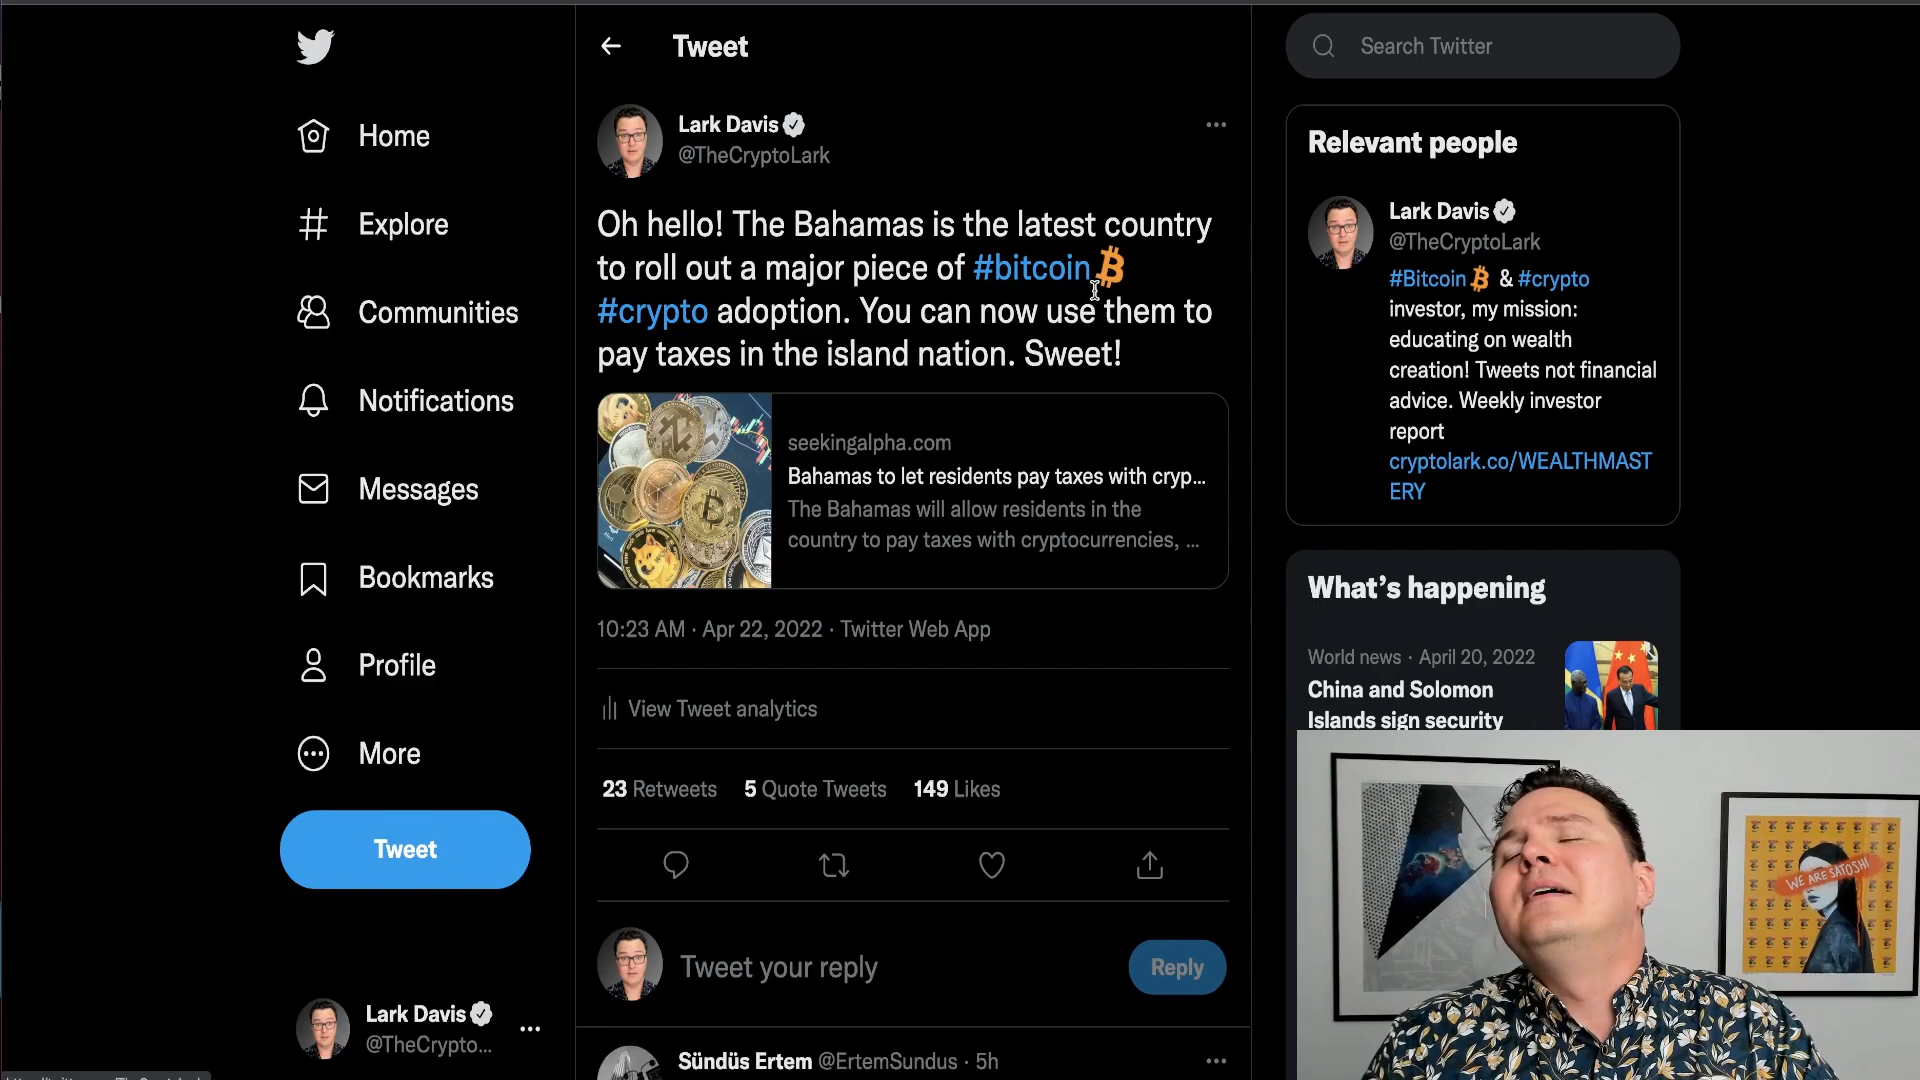 Home
Explore
Communities
Notifications
Messages
Bookmarks
Profile
More
Tweet
Lark Davis
@TheCrypto...
Tweet
Lark Davis
@TheCryptoLark
Oh hello! The Bahamas is the latest country
to roll out a major piece of #bitcoin
#crypto adoption. You can now use them to
pay taxes in the island nation. Sweet!
seekingalpha.com
Bahamas to let residents pay taxes with cryp...
The Bahamas will allow residents in the
country to pay taxes with cryptocurrencies, ...
10:23 AM · Apr 22, 2022 · Twitter Web App
View Tweet analytics
23 Retweets 5 Quote Tweets 149 Likes
Tweet your reply
Reply
Sündüs Ertem @ErtemSundus · 5h
Search Twitter
Relevant people
Lark Davis
@TheCryptoLark
#Bitcoin & #crypto
investor, my mission:
educating on wealth
creation! Tweets not financial
advice. Weekly investor
report
cryptolark.co/WEALTHMAST
ERY
What's happening
World news · April 20, 2022
China and Solomon
Islands sign security
WE ARE SATOSHI